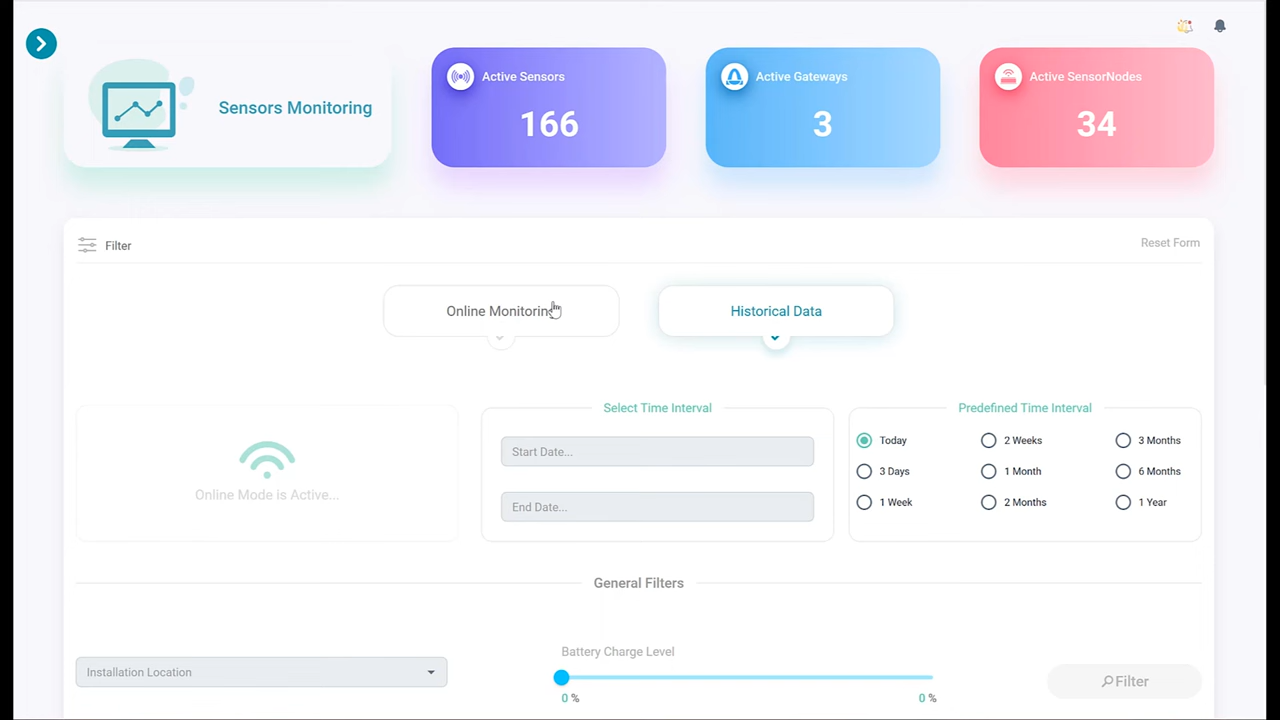 Sensors Monitoring
Active Sensors
166
Active Gateways
3
Active SensorNodes
34
Filter
Reset Form
Online Monitoring
Historical Data
Online Mode is Active...
Select Time Interval
Start Date...
End Date...
Predefined Time Interval
Today
2 Weeks
3 Months
3 Days
1 Month
6 Months
1 Week
2 Months
1 Year
General Filters
Installation Location
Battery Charge Level
0 %
0 %
Filter